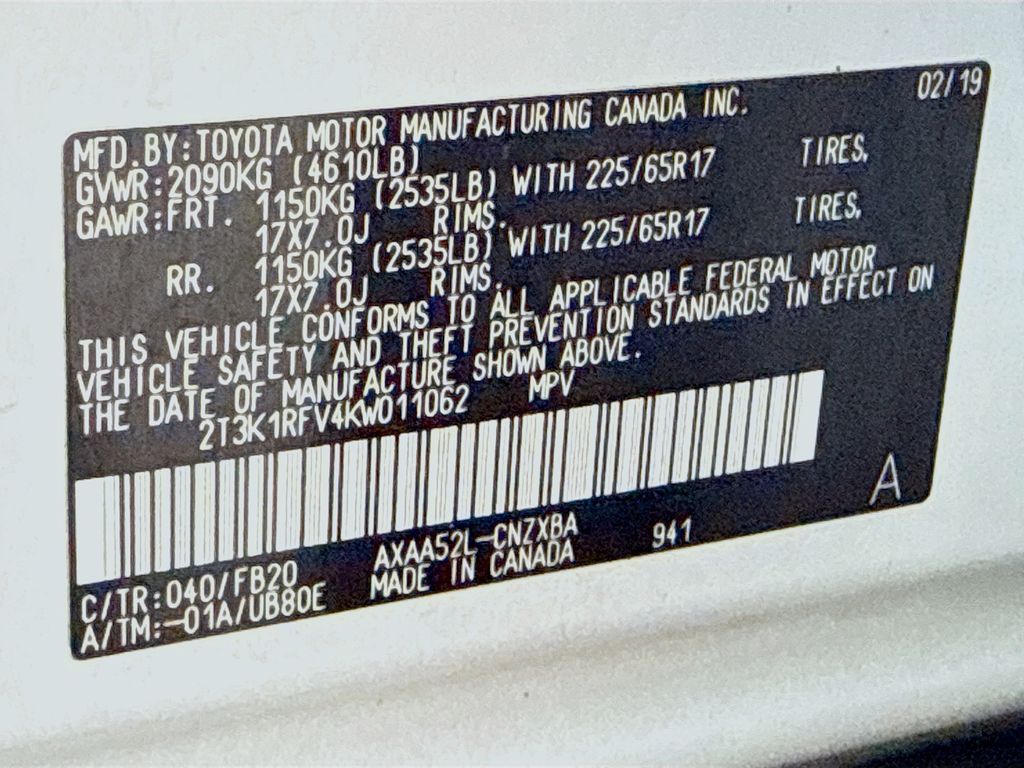 02/19
MFD.BY:TOYOTA MOTOR MANUFACTURING CANADA INC.
GVWR:2090KG (4610LB)
GAWR:FRT. 1150KG (2535LB) WITH 225/65R17 TIRES,
17X7.0J RIMS.
RR. 1150KG (2535LB) WITH 225/65R17 TIRES,
17X7.0J RIMS.
THIS VEHICLE CONFORMS TO ALL APPLICABLE FEDERAL MOTOR
VEHICLE SAFETY AND THEFT PREVENTION STANDARDS IN EFFECT ON
THE DATE OF MANUFACTURE SHOWN ABOVE.
2T3K1RFV4KW011062 MPV
A
C/TR:040/FB20 AXAA52L-CNZXBA 941
A/TM:-01A/UB80E MADE IN CANADA